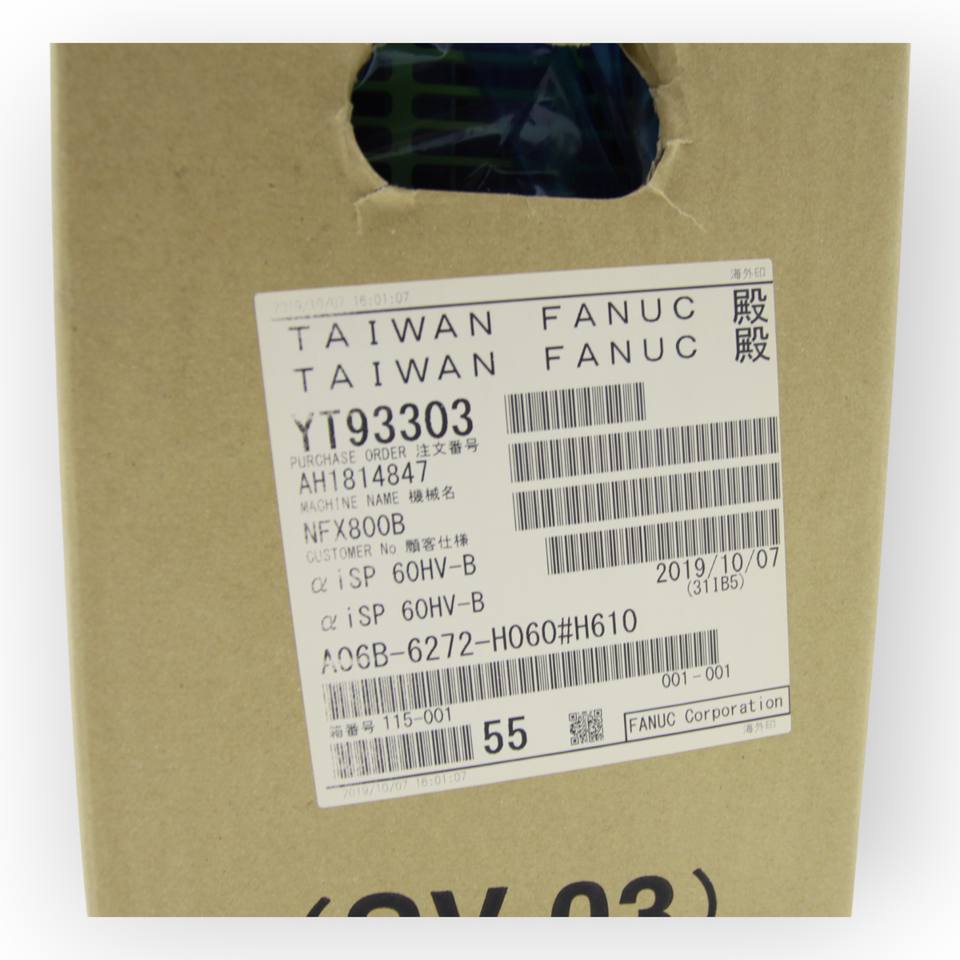 海外印
2019/10/07 16:01:07
TAIWAN FANUC 殿
TAIWAN FANUC 殿
YT93303
PURCHASE ORDER 注文番号
AH1814847
MACHINE NAME 機械名
NFX800B
CUSTOMER No 顧客仕様
αiSP 60HV-B
2019/10/07
(31IB5)
αiSP 60HV-B
A06B-6272-H060#H610
001-001
箱番号 115-001
55
FANUC Corporation
海外印
2019/10/07 16:01:07